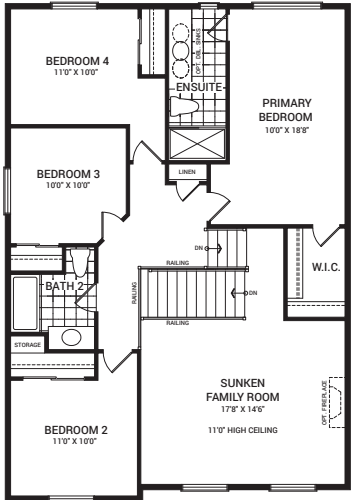 BEDROOM 4
11'0" X 10'0"
OPT. DBL. SINKS
ENSUITE
PRIMARY
BEDROOM
10'0" X 18'8"
BEDROOM 3
10'0" X 10'0"
LINEN
DN
RAILING
W.I.C.
BATH 2
RAILING
DN
RAILING
STORAGE
SUNKEN
FAMILY ROOM
17'8" X 14'6"
11'0" HIGH CEILING
OPT. FIREPLACE
BEDROOM 2
11'0" X 10'0"